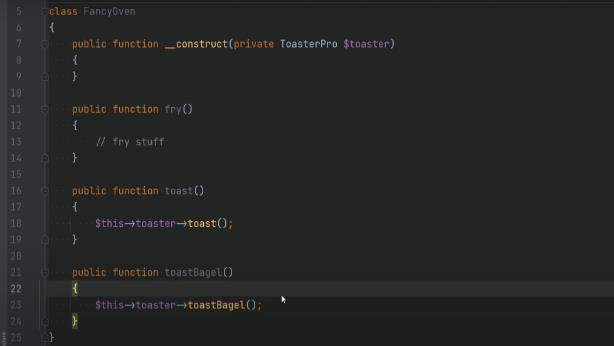 5 class FancyOven
6 {
7 public function __construct(private ToasterPro $toaster)
8 {
9 }
10
11 public function fry()
12 {
13 // fry stuff
14 }
15
16 public function toast()
17 {
18 $this->toaster->toast();
19 }
20
21 public function toastBagel()
22 {
23 $this->toaster->toastBagel();
24 }
25 }